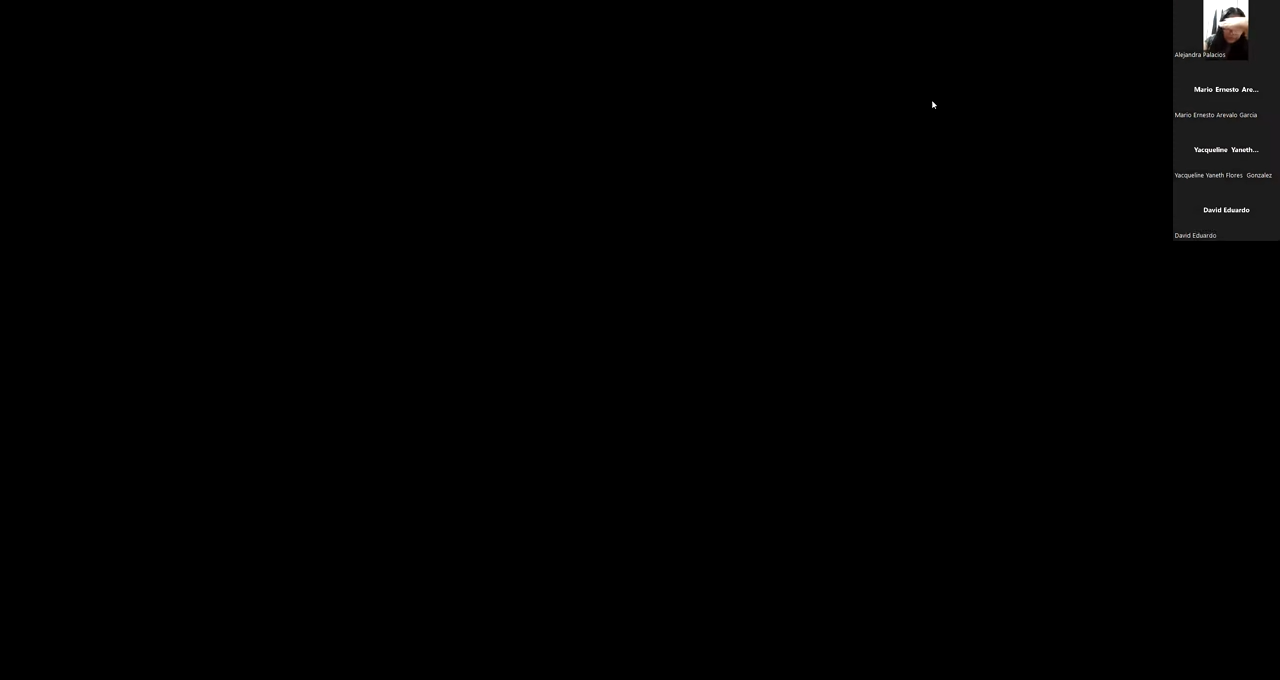 Alejandra Palacios
Mario Ernesto Are...
Mario Ernesto Arevalo Garcia
Yacqueline Yaneth...
Yacqueline Yaneth Flores Gonzalez
David Eduardo
David Eduardo